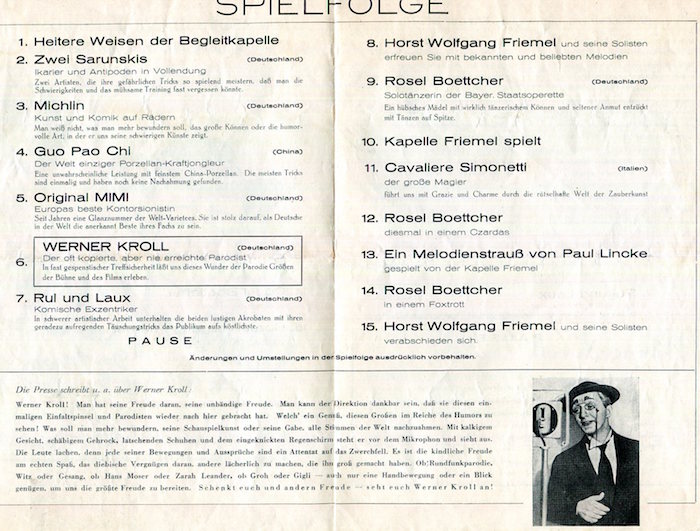 SPIELFOLGE
1. Heitere Weisen der Begleitkapelle
2. Zwei Sarunskis (Deutschland)
Ikarier und Antipoden in Vollendung
Zwei Artisten, die ihre gefährlichen Tricks so spielend meistern, daß man die
Schwierigkeiten und das mühsame Training fast vergessen könnte.
3. Michlin (Deutschland)
Kunst und Komik auf Rädern
Man weiß nicht, was man mehr bewundern soll, das große Können oder die humor-
volle Art, in der er uns seine schwierigen Künste zeigt.
4. Guo Pao Chi (China)
Der Welt einziger Porzellan-Kraftjongleur
Eine unwahrscheinliche Leistung mit feinstem China-Porzellan. Die meisten Tricks
sind einmalig und haben noch keine Nachahmung gefunden.
5. Original MIMI (Deutschland)
Europas beste Kontorsionistin
Seit Jahren eine Glanznummer der Welt-Varietees. Sie ist stolz darauf, als Deutsche
in der Welt die anerkannt Beste ihres Fachs zu sein.
6. WERNER KROLL (Deutschland)
Der oft kopierte, aber nie erreichte Parodist
In fast gespenstischer Treffsicherheit läßt uns dieses Wunder der Parodie Größen
der Bühne und des Films erleben.
7. Rul und Laux (Deutschland)
Komische Exzentriker
In schwerer artistischer Arbeit unterhalten die beiden lustigen Akrobaten mit ihren
geradezu aufregenden Täuschungstricks das Publikum aufs köstlichste.
PAUSE
8. Horst Wolfgang Friemel und seine Solisten
erfreuen Sie mit bekannten und beliebten Melodien
9. Rosel Boettcher (Deutschland)
Solotänzerin der Bayer. Staatsoperette
Ein hübsches Mädel mit wirklich tänzerischem Können und seltener Anmut entzückt
mit Tänzen auf Spitze.
10. Kapelle Friemel spielt
11. Cavaliere Simonetti (Italien)
der große Magier
führt uns mit Grazie und Charme durch die rätselhafte Welt der Zauberkunst
12. Rosel Boettcher
diesmal in einem Czardas
13. Ein Melodienstrauß von Paul Lincke
gespielt von der Kapelle Friemel
14. Rosel Boettcher
in einem Foxtrott
15. Horst Wolfgang Friemel und seine Solisten
verabschieden sich.
Änderungen und Umstellungen in der Spielfolge ausdrücklich vorbehalten.
Die Presse schreibt u. a. über Werner Kroll:
Werner Kroll! Man hat seine Freude daran, seine unbändige Freude. Man kann der Direktion dankbar sein, daß sie diesen ein-
maligen Einfaltspinsel und Parodisten wieder nach hier gebracht hat. Welch' ein Genuß, diesen Großen im Reiche des Humors zu
sehen! Was soll man mehr bewundern, seine Schauspielkunst oder seine Gabe, alle Stimmen der Welt nachzuahmen. Mit kalkigem
Gesicht, schäbigem Gehrock, latschenden Schuhen und dem eingeknickten Regenschirm steht er vor dem Mikrophon und sieht aus.
Die Leute lachen, denn jede seiner Bewegungen und Aussprüche sind ein Attentat auf das Zwerchfell. Es ist die kindliche Freude
am echten Spaß, das diebische Vergnügen daran, andere lächerlich zu machen, die ihn groß gemacht haben. Ob Rundfunkparodie,
Witz oder Gesang, ob Hans Moser oder Zarah Leander, ob Groh oder Gigli — auch nur eine Handbewegung oder ein Blick
genügen, um uns die größte Freude zu bereiten. Schenkt euch und andern Freude — seht euch Werner Kroll an!